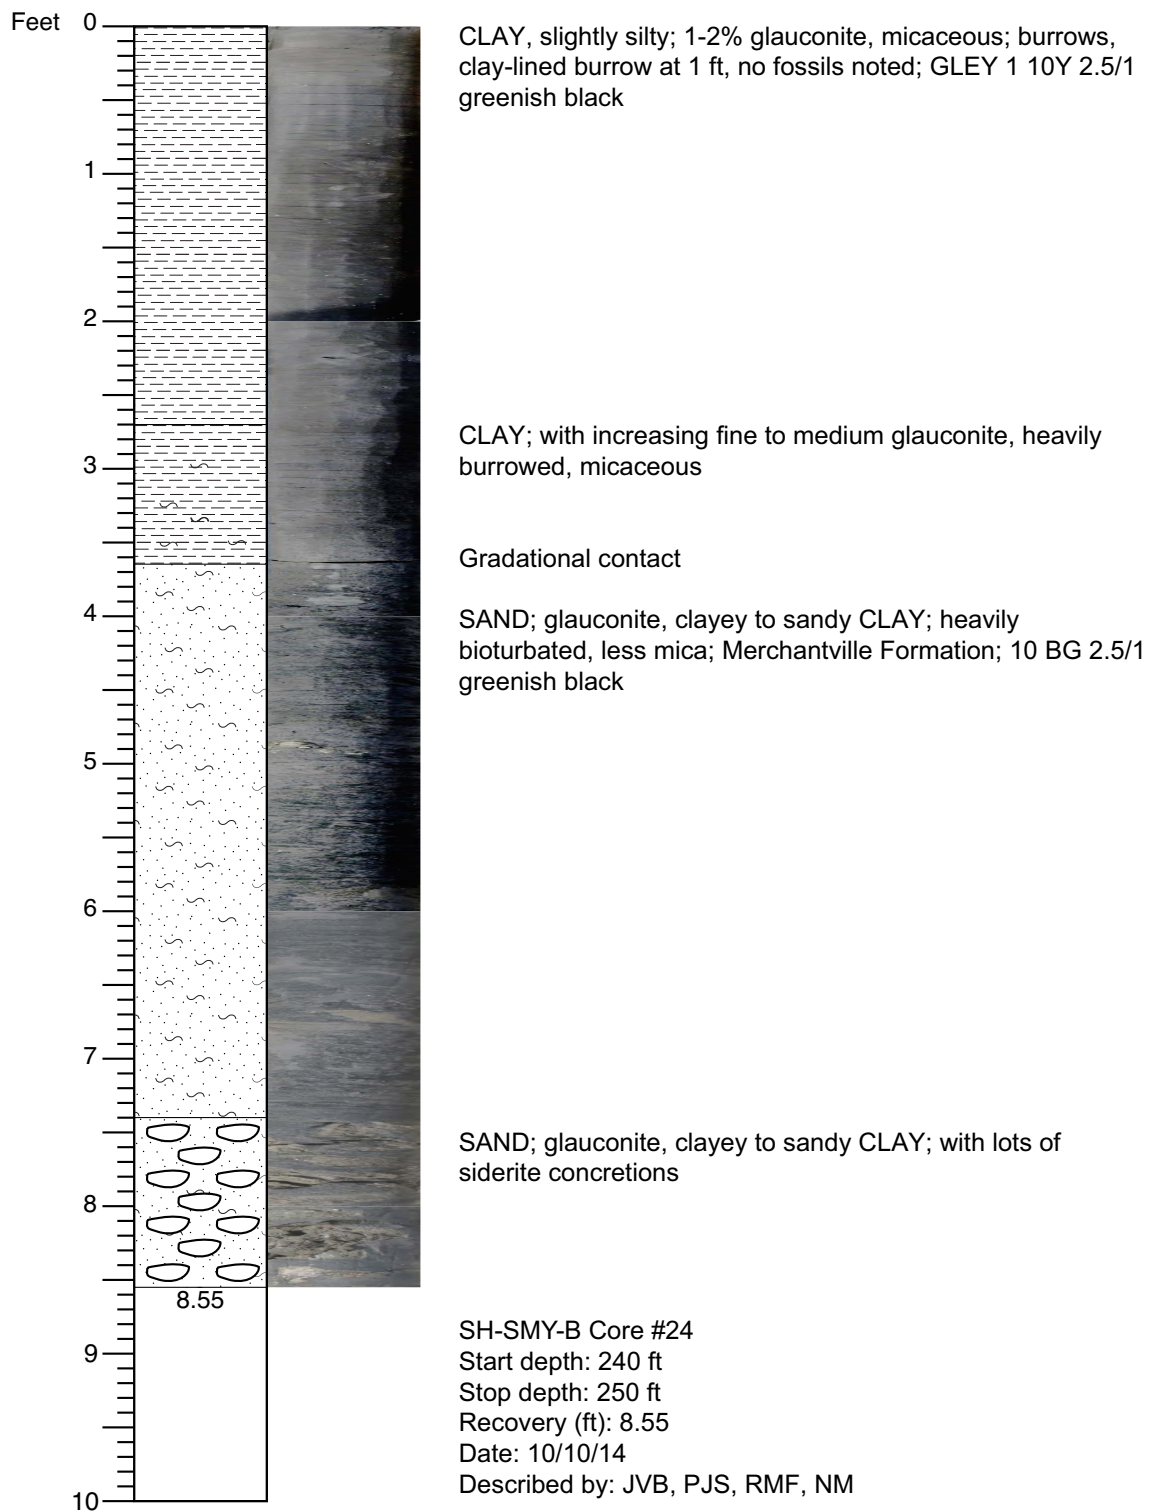 Feet 0
CLAY, slightly silty; 1-2% glauconite, micaceous; burrows,
clay-lined burrow at 1 ft, no fossils noted; GLEY 1 10Y 2.5/1
greenish black
1
2
CLAY; with increasing fine to medium glauconite, heavily
burrowed, micaceous
3
Gradational contact
4
SAND; glauconite, clayey to sandy CLAY; heavily
bioturbated, less mica; Merchantville Formation; 10 BG 2.5/1
greenish black
5
6
7
SAND; glauconite, clayey to sandy CLAY; with lots of
siderite concretions
8
8.55
SH-SMY-B Core #24
9
Start depth: 240 ft
Stop depth: 250 ft
Recovery (ft): 8.55
Date: 10/10/14
Described by: JVB, PJS, RMF, NM
10